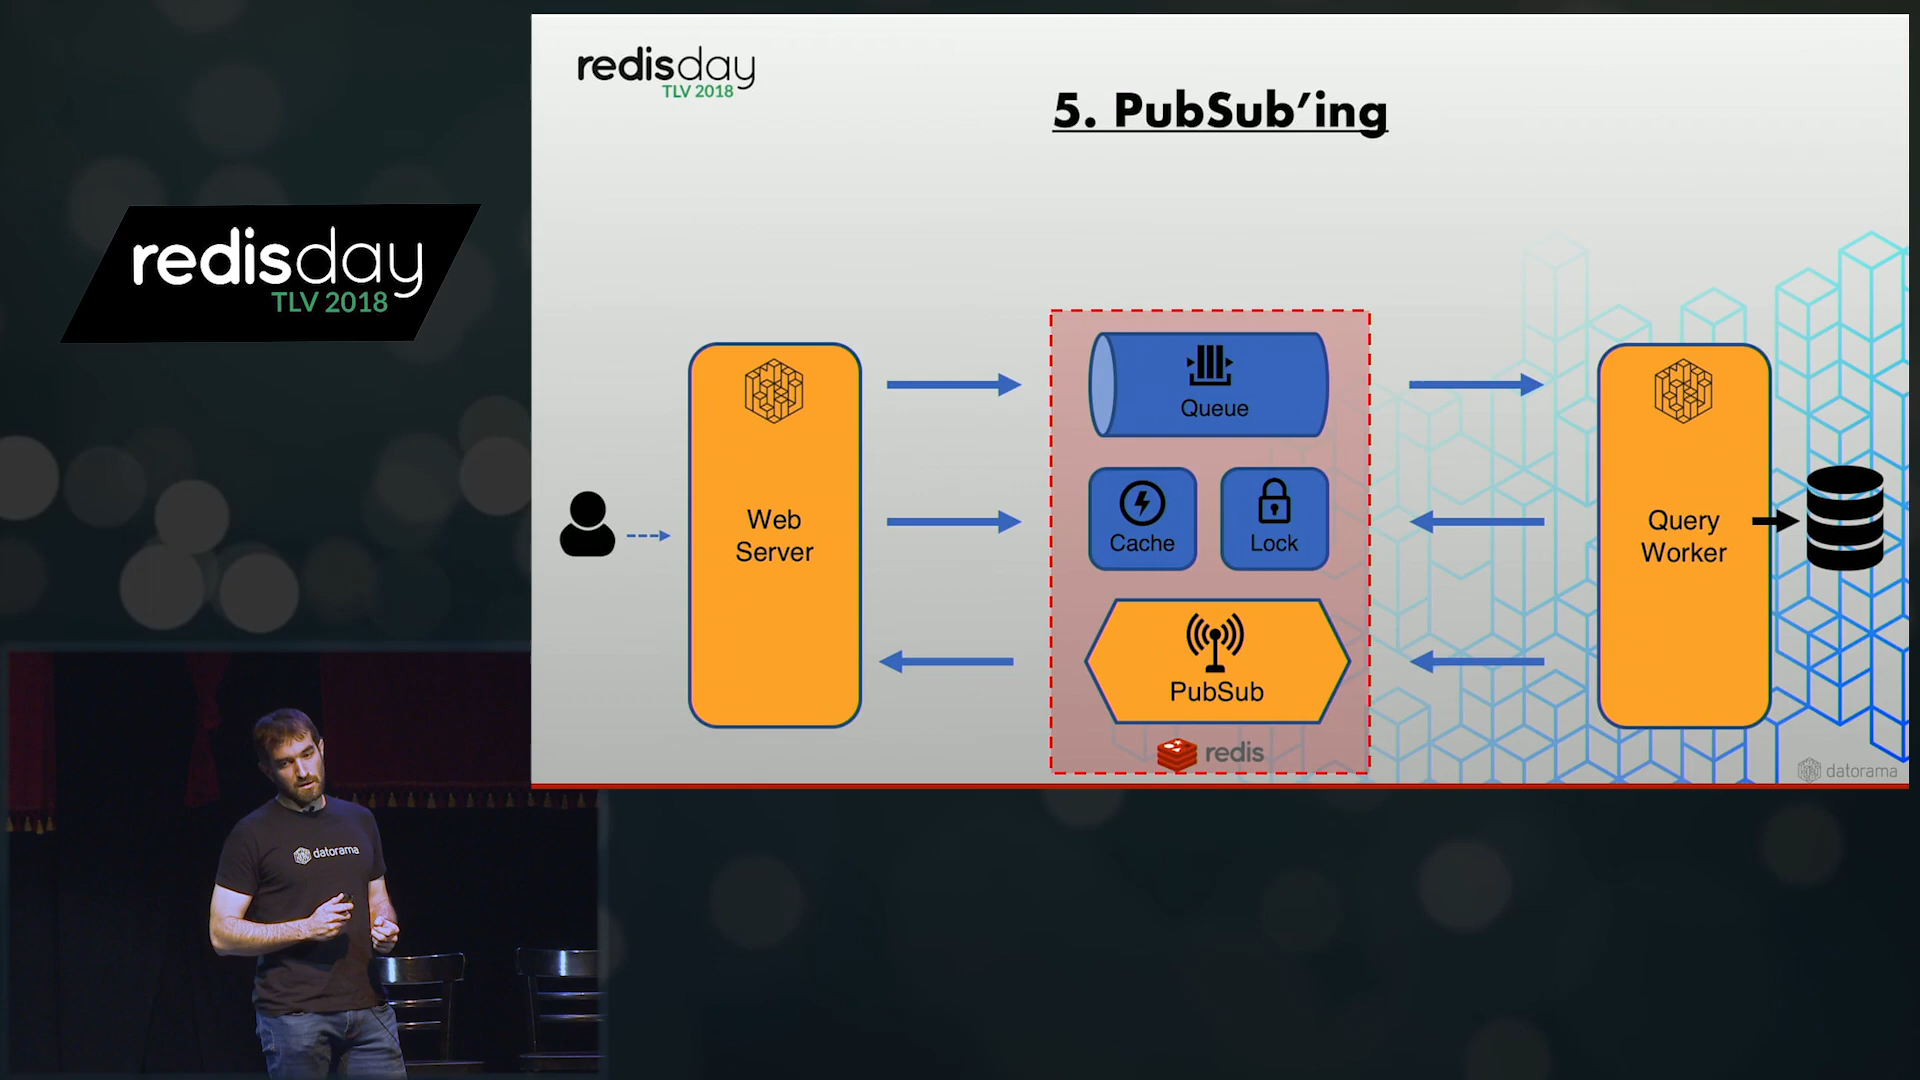 redisday
TLV 2018
5. PubSub’ing
redisday
TLV 2018
Queue
Web
Server
Cache
Lock
Query
Worker
PubSub
redis
datorama
datorama